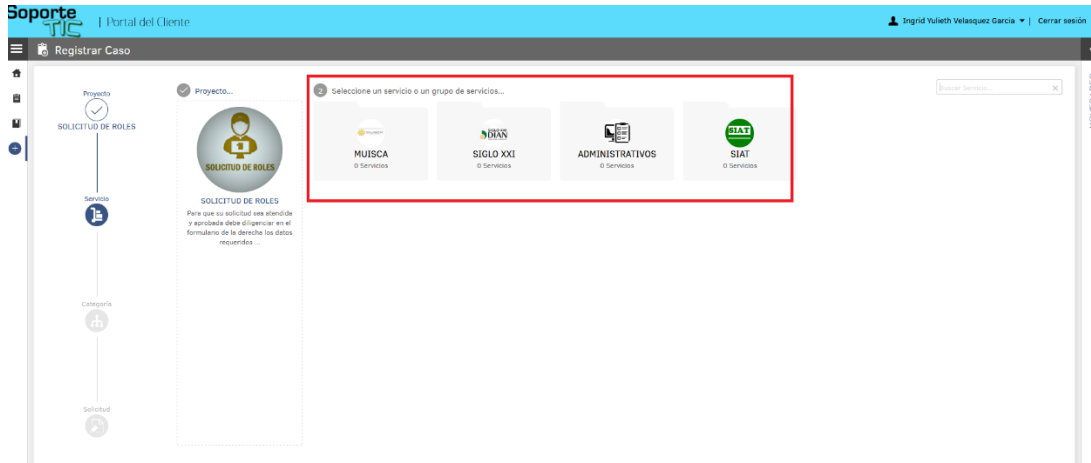 Soporte
TIC
| Portal del Cliente
Ingrid Yulieth Velasquez Garcia | Cerrar sesión
Registrar Caso
Proyecto
SOLICITUD DE ROLES
Servicio
Categoría
Solicitud
Proyecto...
SOLICITUD DE ROLES
SOLICITUD DE ROLES
Para que su solicitud sea atendida
y aprobada debe diligenciar en el
formulario de la derecha los datos
requeridos ...
2 Seleccione un servicio o un grupo de servicios...
Buscar Servicio...
MUISCA
0 Servicios
DIAN
SIGLO XXI
0 Servicios
ADMINISTRATIVOS
0 Servicios
SIAT
SIAT
0 Servicios